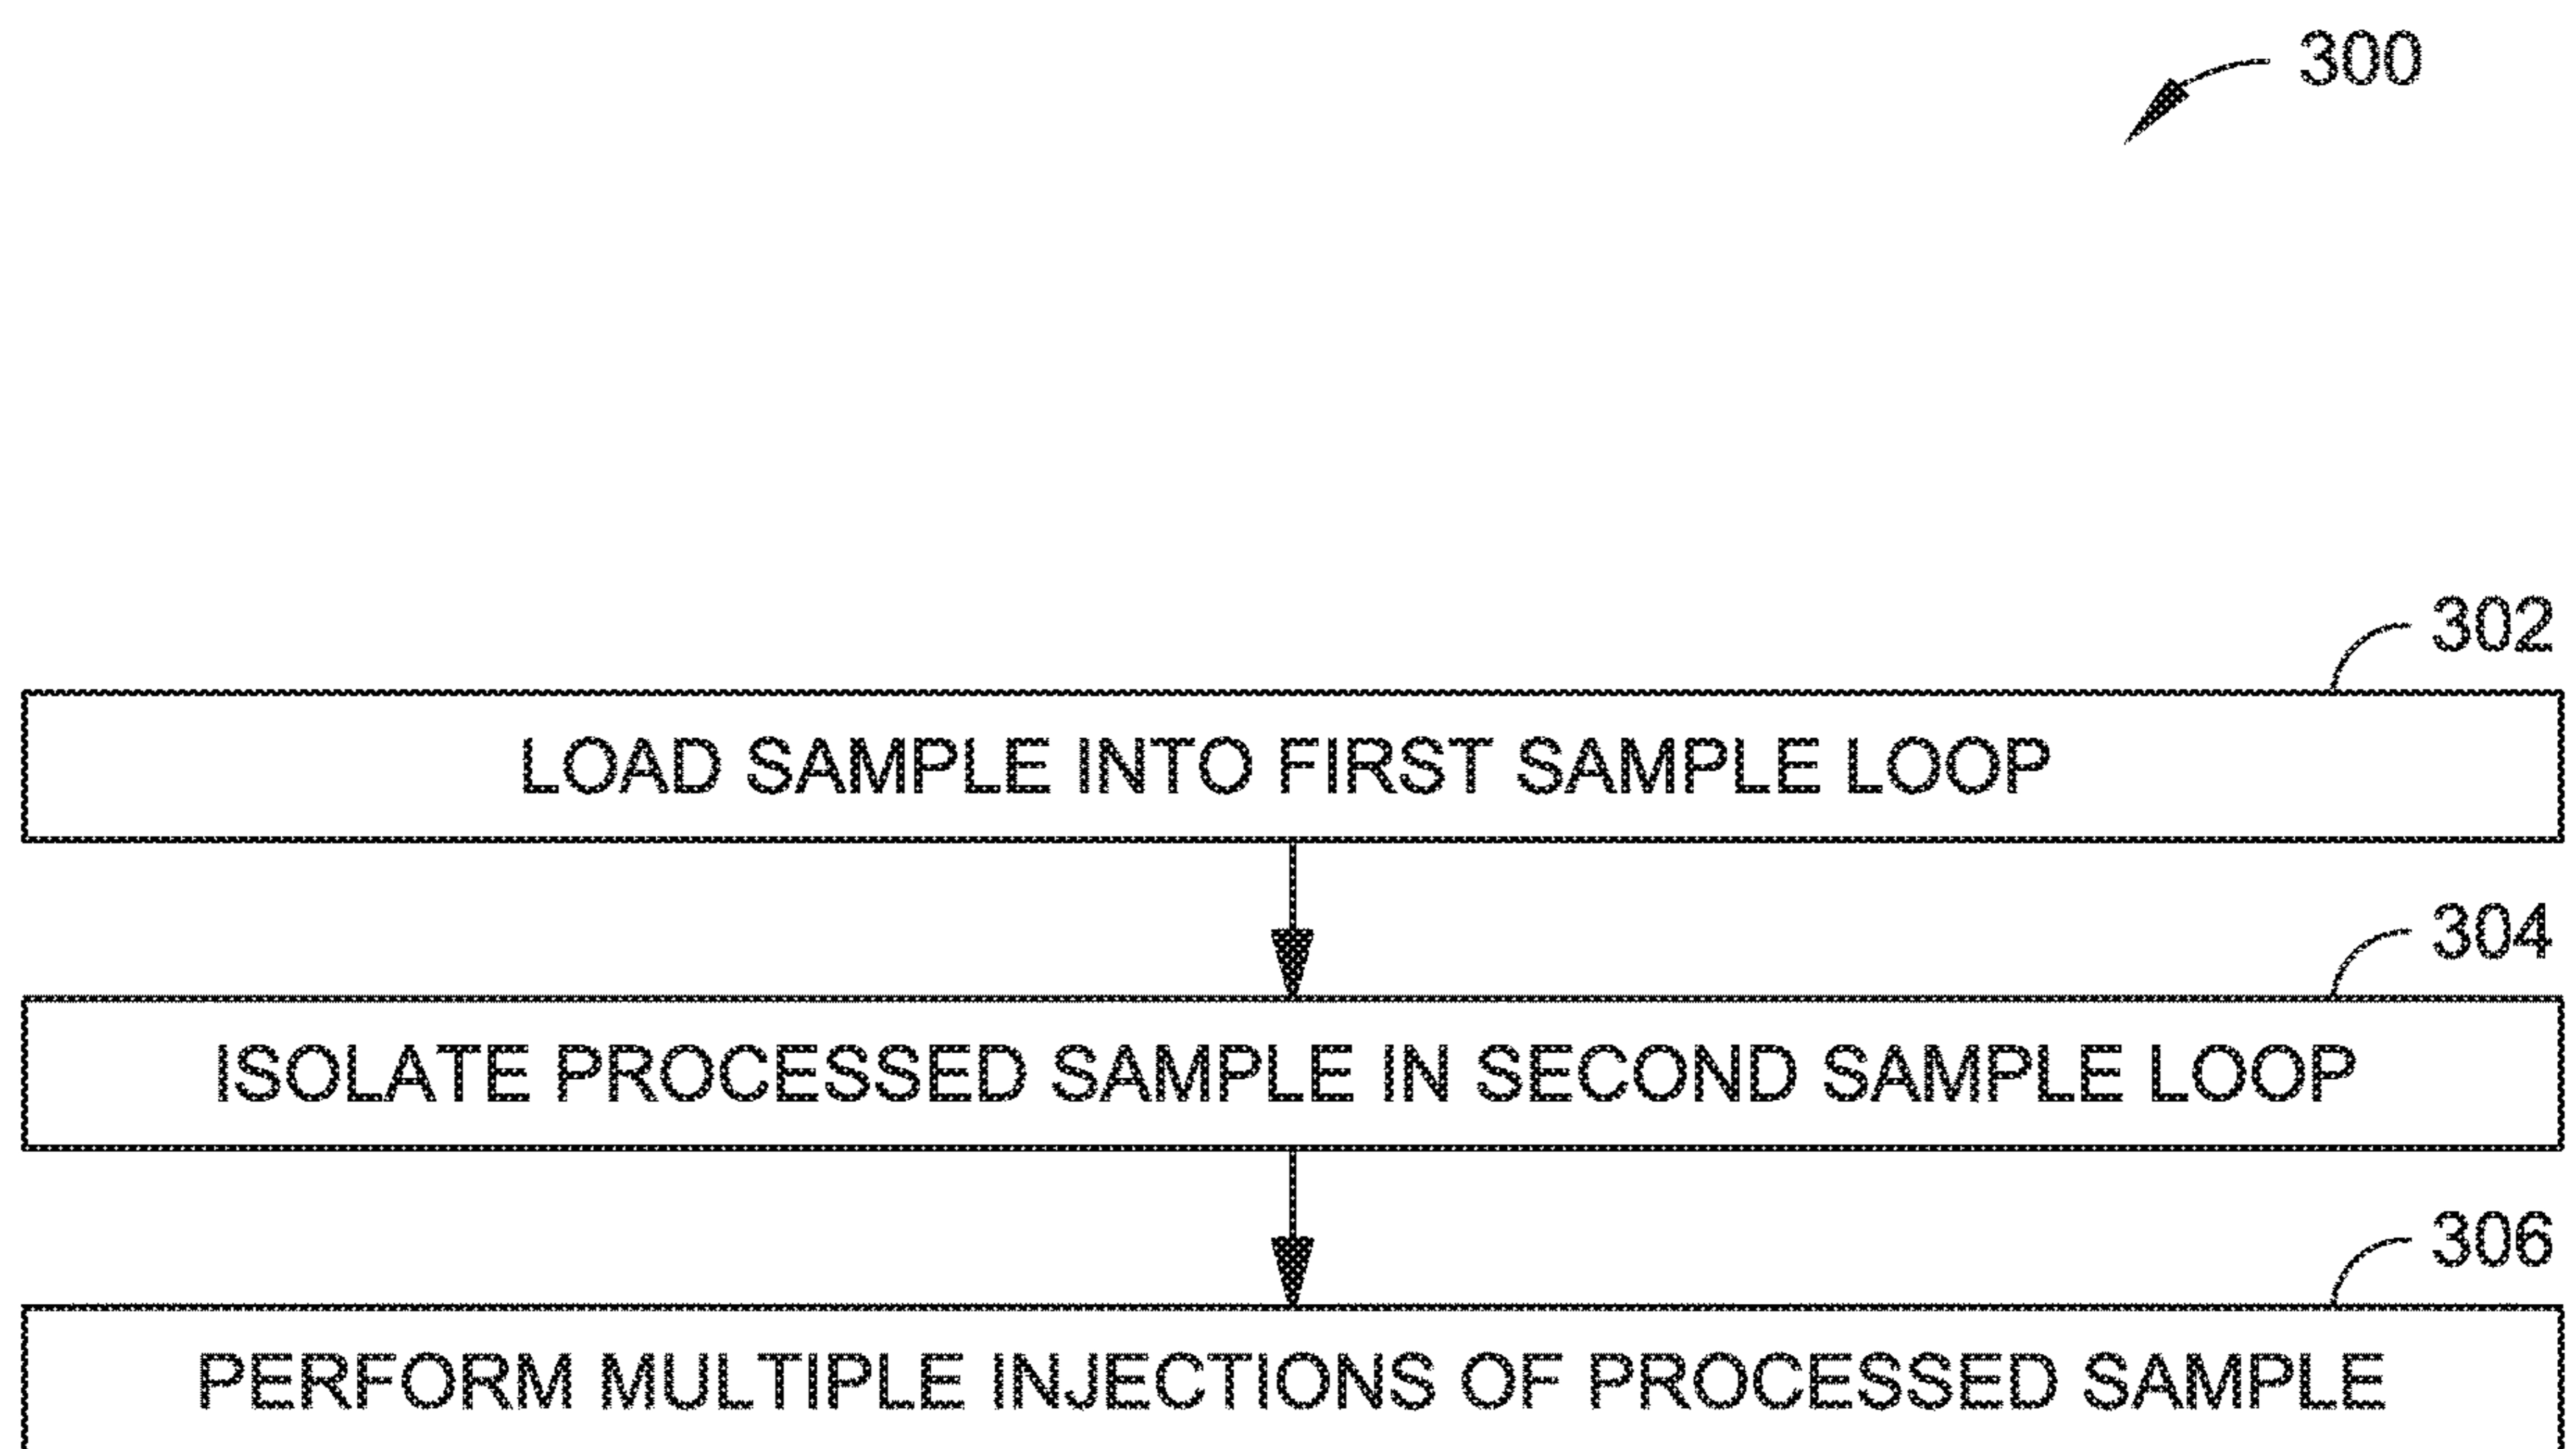 300
302
LOAD SAMPLE INTO FIRST SAMPLE LOOP
304
ISOLATE PROCESSED SAMPLE IN SECOND SAMPLE LOOP
306
PERFORM MULTIPLE INJECTIONS OF PROCESSED SAMPLE